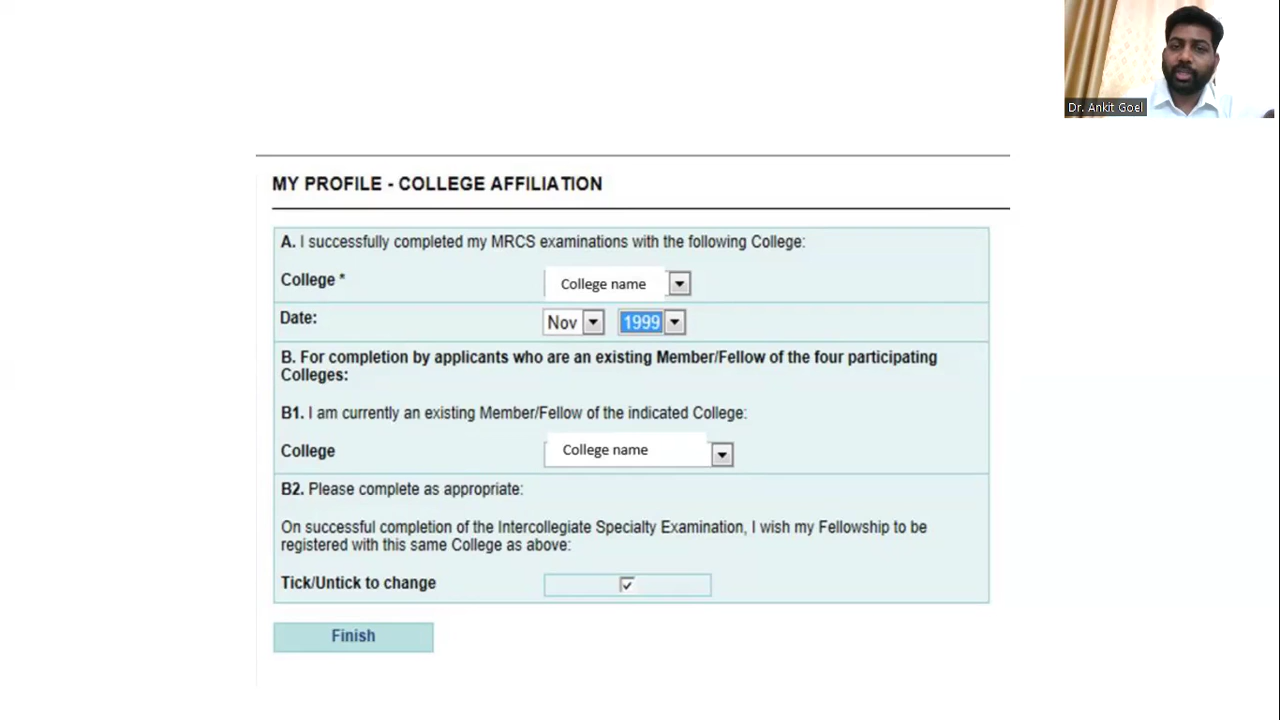 Dr. Ankit Goel
MY PROFILE - COLLEGE AFFILIATION
A. I successfully completed my MRCS examinations with the following College:
College * College name
Date: Nov 1999
B. For completion by applicants who are an existing Member/Fellow of the four participating
Colleges:
B1. I am currently an existing Member/Fellow of the indicated College:
College College name
B2. Please complete as appropriate:
On successful completion of the Intercollegiate Specialty Examination, I wish my Fellowship to be
registered with this same College as above:
Tick/Untick to change
Finish